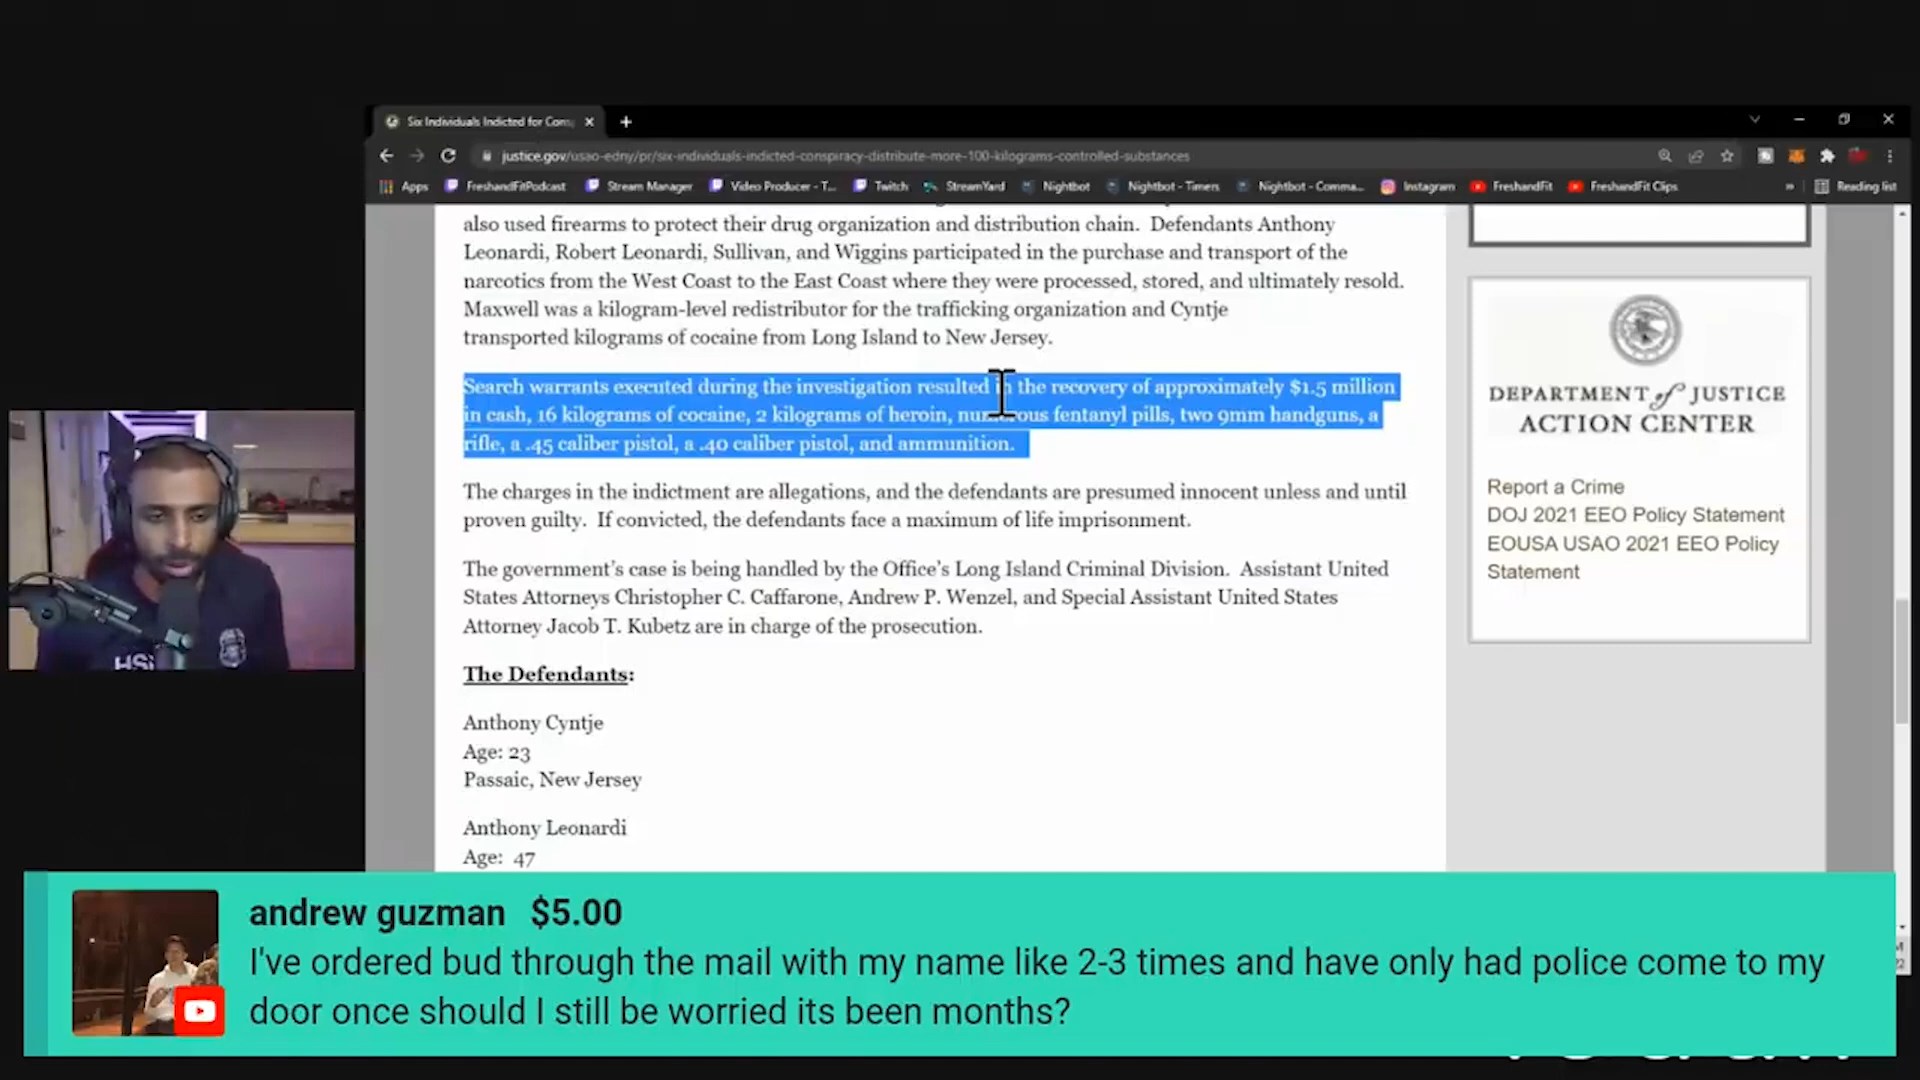 Six Individuals Indicted for Cons
justice.gov/usao-edny/pr/six-individuals-indicted-conspiracy-distribute-more-100-kilograms-controlled-substances
Apps FreshandFitPodcast Stream Manager Video Producer - T... Twitch StreamYard Nightbot Nightbot - Timers Nightbot - Comma... Instagram FreshandFit FreshandFit Clips » Reading list
also used firearms to protect their drug organization and distribution chain. Defendants Anthony
Leonardi, Robert Leonardi, Sullivan, and Wiggins participated in the purchase and transport of the
narcotics from the West Coast to the East Coast where they were processed, stored, and ultimately resold.
Maxwell was a kilogram-level redistributor for the trafficking organization and Cyntje
transported kilograms of cocaine from Long Island to New Jersey.
Search warrants executed during the investigation resulted in the recovery of approximately $1.5 million
in cash, 16 kilograms of cocaine, 2 kilograms of heroin, numerous fentanyl pills, two 9mm handguns, a
rifle, a .45 caliber pistol, a .40 caliber pistol, and ammunition.
The charges in the indictment are allegations, and the defendants are presumed innocent unless and until
proven guilty. If convicted, the defendants face a maximum of life imprisonment.
The government's case is being handled by the Office's Long Island Criminal Division. Assistant United
States Attorneys Christopher C. Caffarone, Andrew P. Wenzel, and Special Assistant United States
Attorney Jacob T. Kubetz are in charge of the prosecution.
The Defendants:
Anthony Cyntje
Age: 23
Passaic, New Jersey
Anthony Leonardi
Age: 47
DEPARTMENT of JUSTICE
ACTION CENTER
Report a Crime
DOJ 2021 EEO Policy Statement
EOUSA USAO 2021 EEO Policy
Statement
HSI
andrew guzman $5.00
I've ordered bud through the mail with my name like 2-3 times and have only had police come to my
door once should I still be worried its been months?